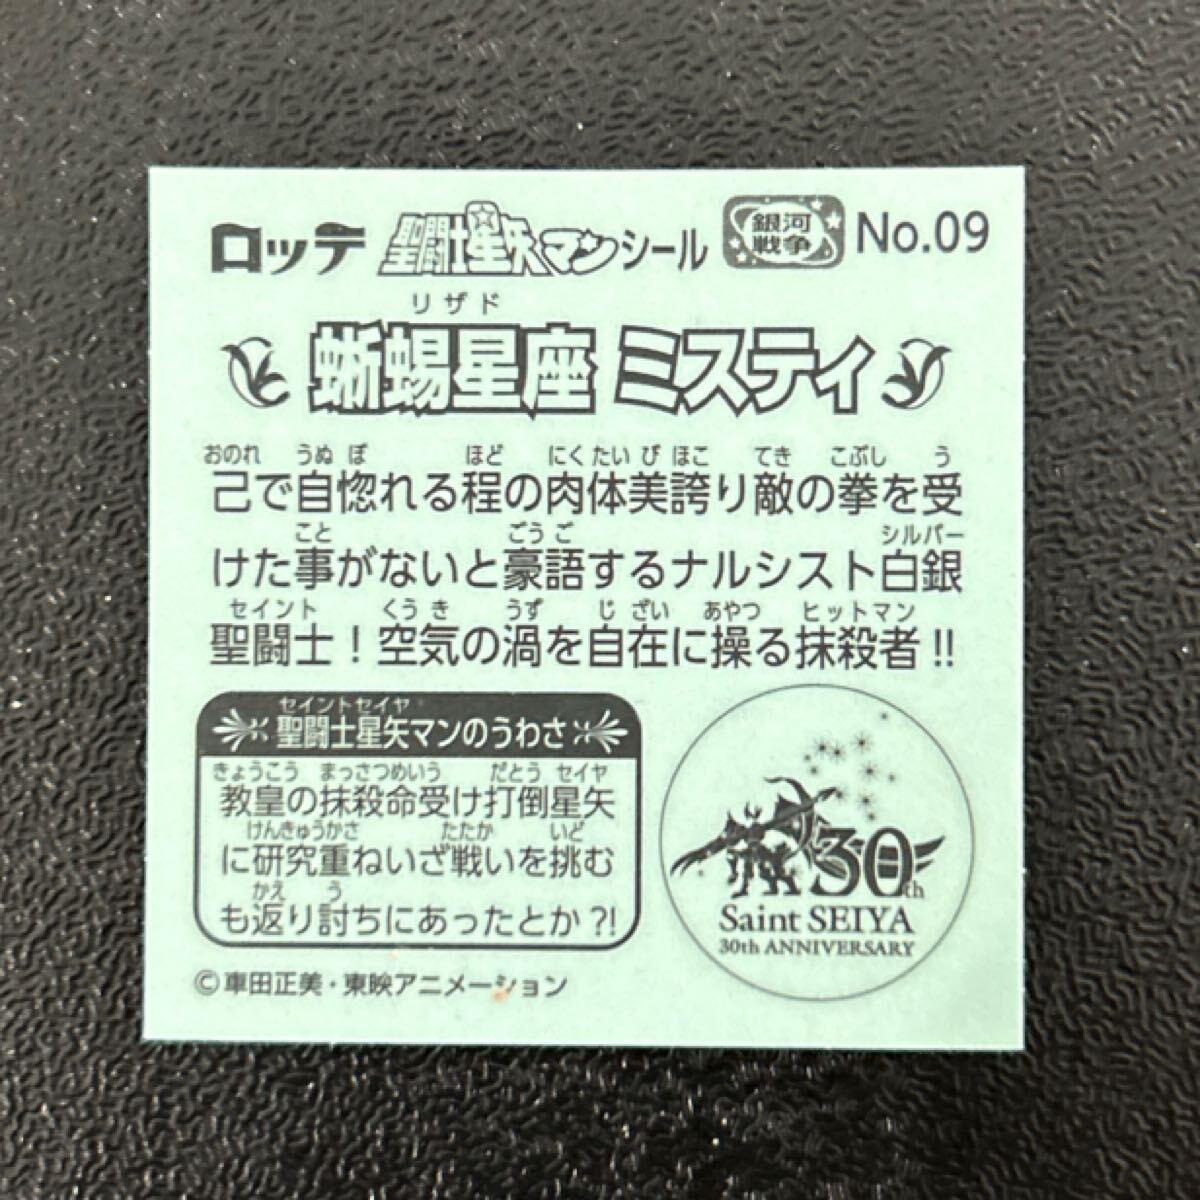 ロッテ 聖闘士星矢マンシール 銀河戦争 No.09
リザド
蜥蜴星座 ミスティ
おのれ うぬ ぼ ほど にく たい び ほこ てき こぶし う
己で自惚れる程の肉体美誇り敵の拳を受
こと ごう ご シルバー
けた事がないと豪語するナルシスト白銀
セイント くう き うず じ ざい あやつ ヒットマン
聖闘士！空気の渦を自在に操る抹殺者!!
セイントセイヤ
聖闘士星矢マンのうわさ
きょうこう まっさつめいう だとう セイヤ
教皇の抹殺命受け打倒星矢
けんきゅうかさ たたか いど
に研究重ねいざ戦いを挑む
かえ う
も返り討ちにあったとか?!
30th
Saint SEIYA
30th ANNIVERSARY
©車田正美・東映アニメーション